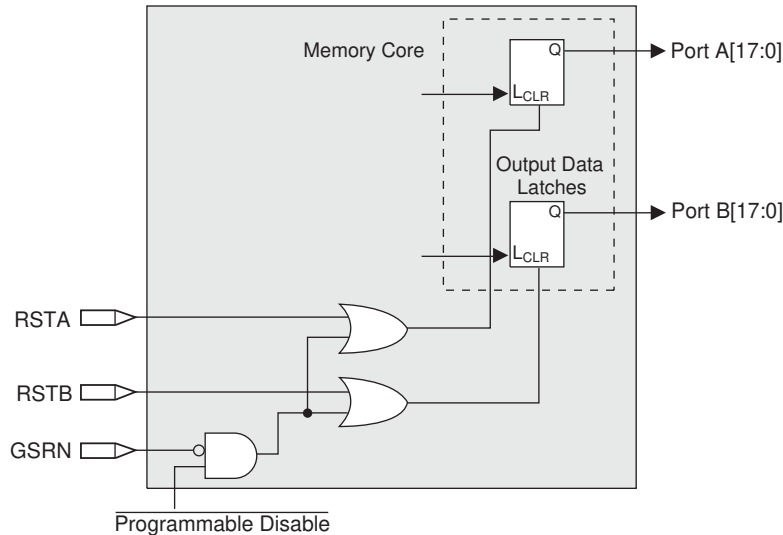 Memory Core
Q
Port A[17:0]
LCLR
Output Data
Latches
Q
Port B[17:0]
LCLR
RSTA
RSTB
GSRN
Programmable Disable